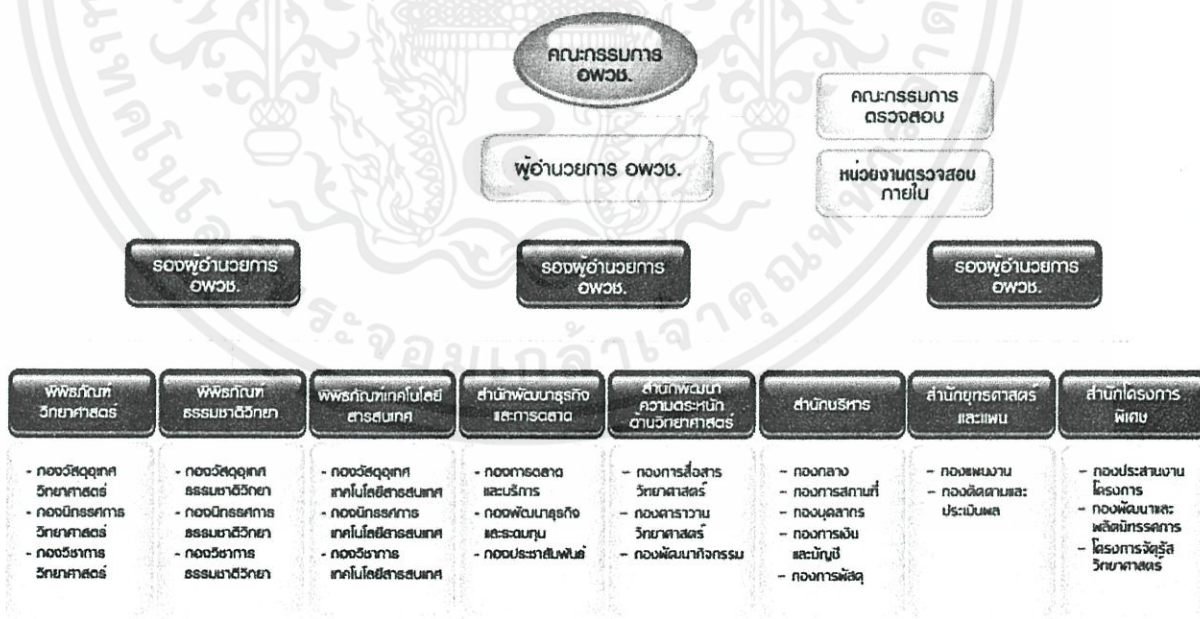 คณะกรรมการ
อพวช.
คณะกรรมการ
ตรวจสอบ
ผู้อำนวยการ อพวช.
หน่วยงานตรวจสอบ
ภายใน
รองผู้อำนวยการ
อพวช.
รองผู้อำนวยการ
อพวช.
รองผู้อำนวยการ
อพวช.
พิพิธภัณฑ์
วิทยาศาสตร์
- กองวัสดุอุเทศ
วิทยาศาสตร์
- กองนิทรรศการ
วิทยาศาสตร์
- กองวิชาการ
วิทยาศาสตร์
พิพิธภัณฑ์
ธรรมชาติวิทยา
- กองวัสดุอุเทศ
ธรรมชาติวิทยา
- กองนิทรรศการ
ธรรมชาติวิทยา
- กองวิชาการ
ธรรมชาติวิทยา
พิพิธภัณฑ์เทคโนโลยี
สารสนเทศ
- กองวัสดุอุเทศ
เทคโนโลยีสารสนเทศ
- กองนิทรรศการ
เทคโนโลยีสารสนเทศ
- กองวิชาการ
เทคโนโลยีสารสนเทศ
สำนักพัฒนาธุรกิจ
และการตลาด
- กองการตลาด
และบริการ
- กองพัฒนาธุรกิจ
และระดมทุน
- กองประชาสัมพันธ์
สำนักพัฒนา
ความตระหนัก
ด้านวิทยาศาสตร์
- กองการสื่อสาร
วิทยาศาสตร์
- กองคาราวาน
วิทยาศาสตร์
- กองพัฒนากิจกรรม
สำนักบริหาร
- กองกลาง
- กองการสถานที่
- กองบุคลากร
- กองการเงิน
และบัญชี
- กองการพัสดุ
สำนักยุทธศาสตร์
และแผน
- กองแผนงาน
- กองติดตามและ
ประเมินผล
สำนักโครงการ
พิเศษ
- กองประสานงาน
โครงการ
- กองพัฒนาและ
ผลิตนิทรรศการ
- โครงการจัตุรัส
วิทยาศาสตร์